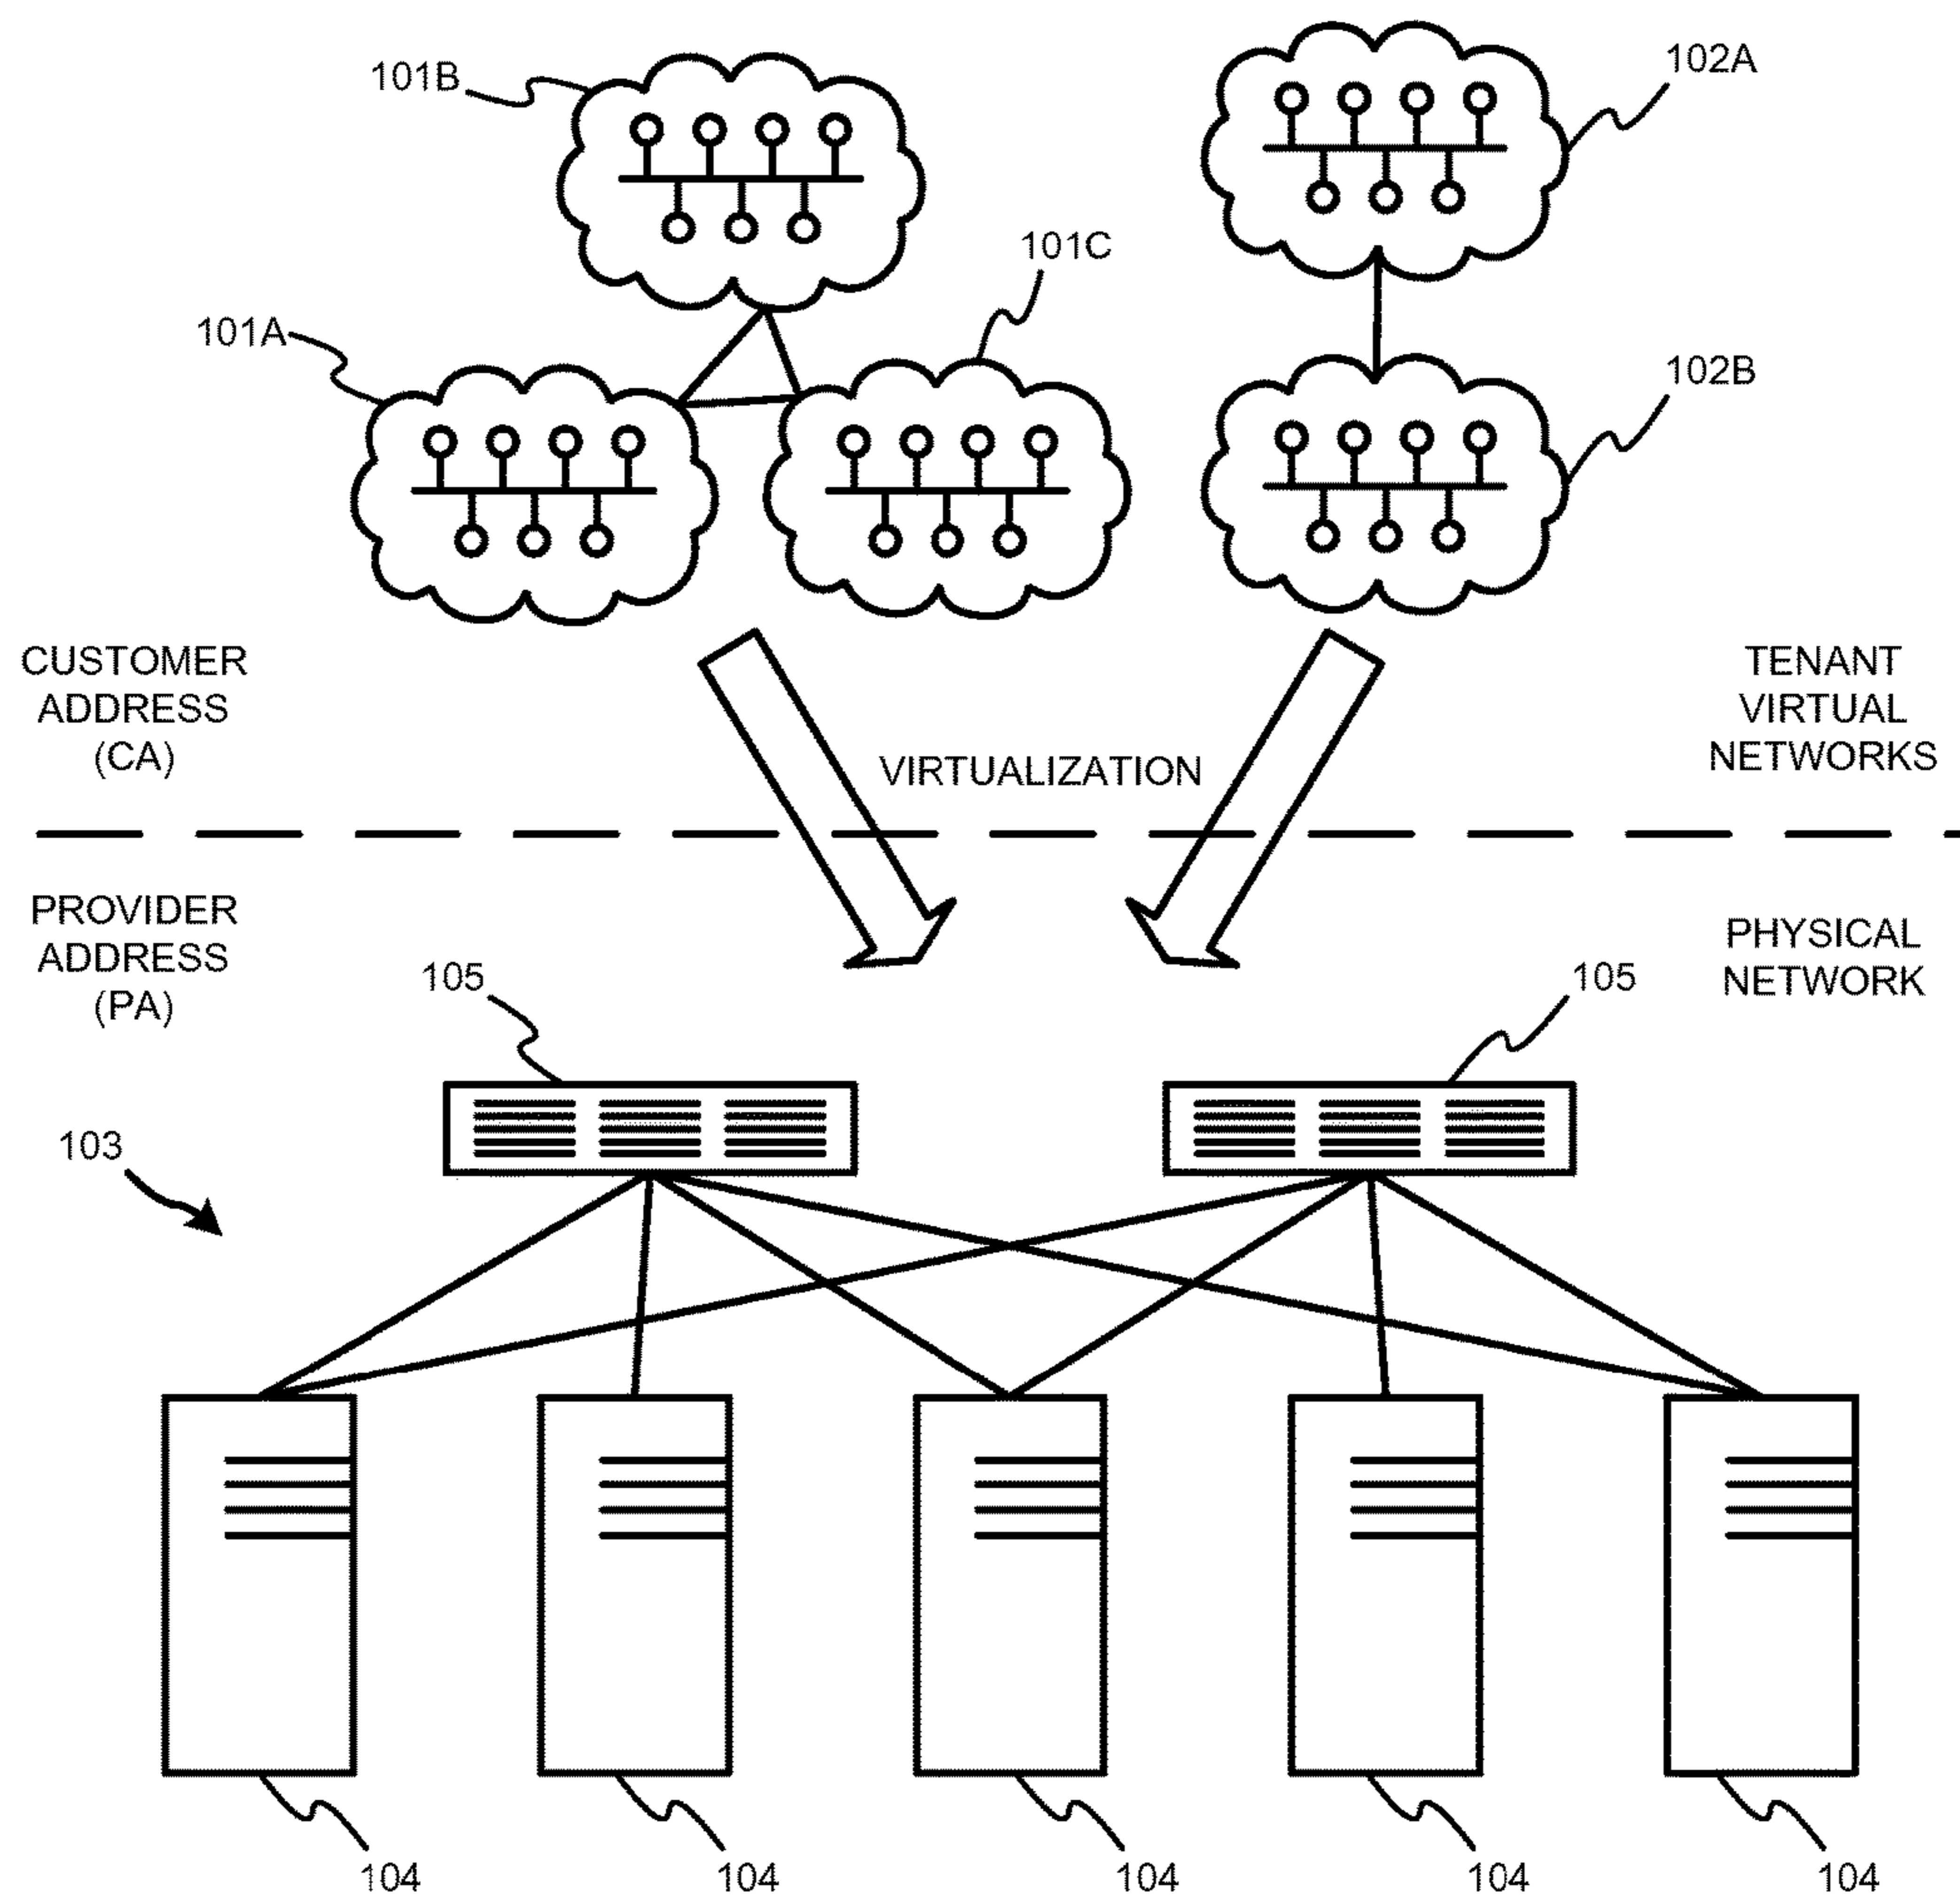 102A
101B
101C
101A
102B
CUSTOMER
ADDRESS
(CA)
TENANT
VIRTUAL
NETWORKS
VIRTUALIZATION
PROVIDER
ADDRESS
(PA)
PHYSICAL
NETWORK
105
105
103
104
104
104
104
104